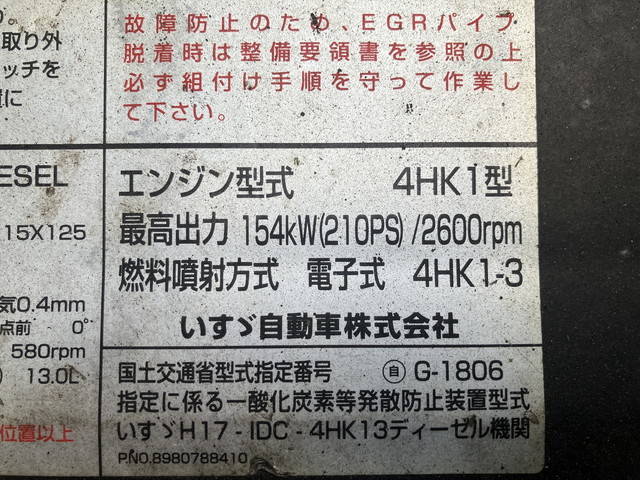 取り外
ッチを
に
故障防止のため、EGRパイプ
脱着時は整備要領書を参照の上
必ず組付け手順を守って作業し
て下さい。
ESEL
15X125
気0.4mm
点前 0°
580rpm
13.0L
位置以上
エンジン型式 4HK1型
最高出力 154kW(210PS)/2600rpm
燃料噴射方式 電子式 4HK1-3
いすゞ自動車株式会社
国土交通省型式指定番号 ㊀自 G-1806
指定に係る一酸化炭素等発散防止装置型式
いすゞH17-IDC-4HK13ディーゼル機関
P.NO.8980788410